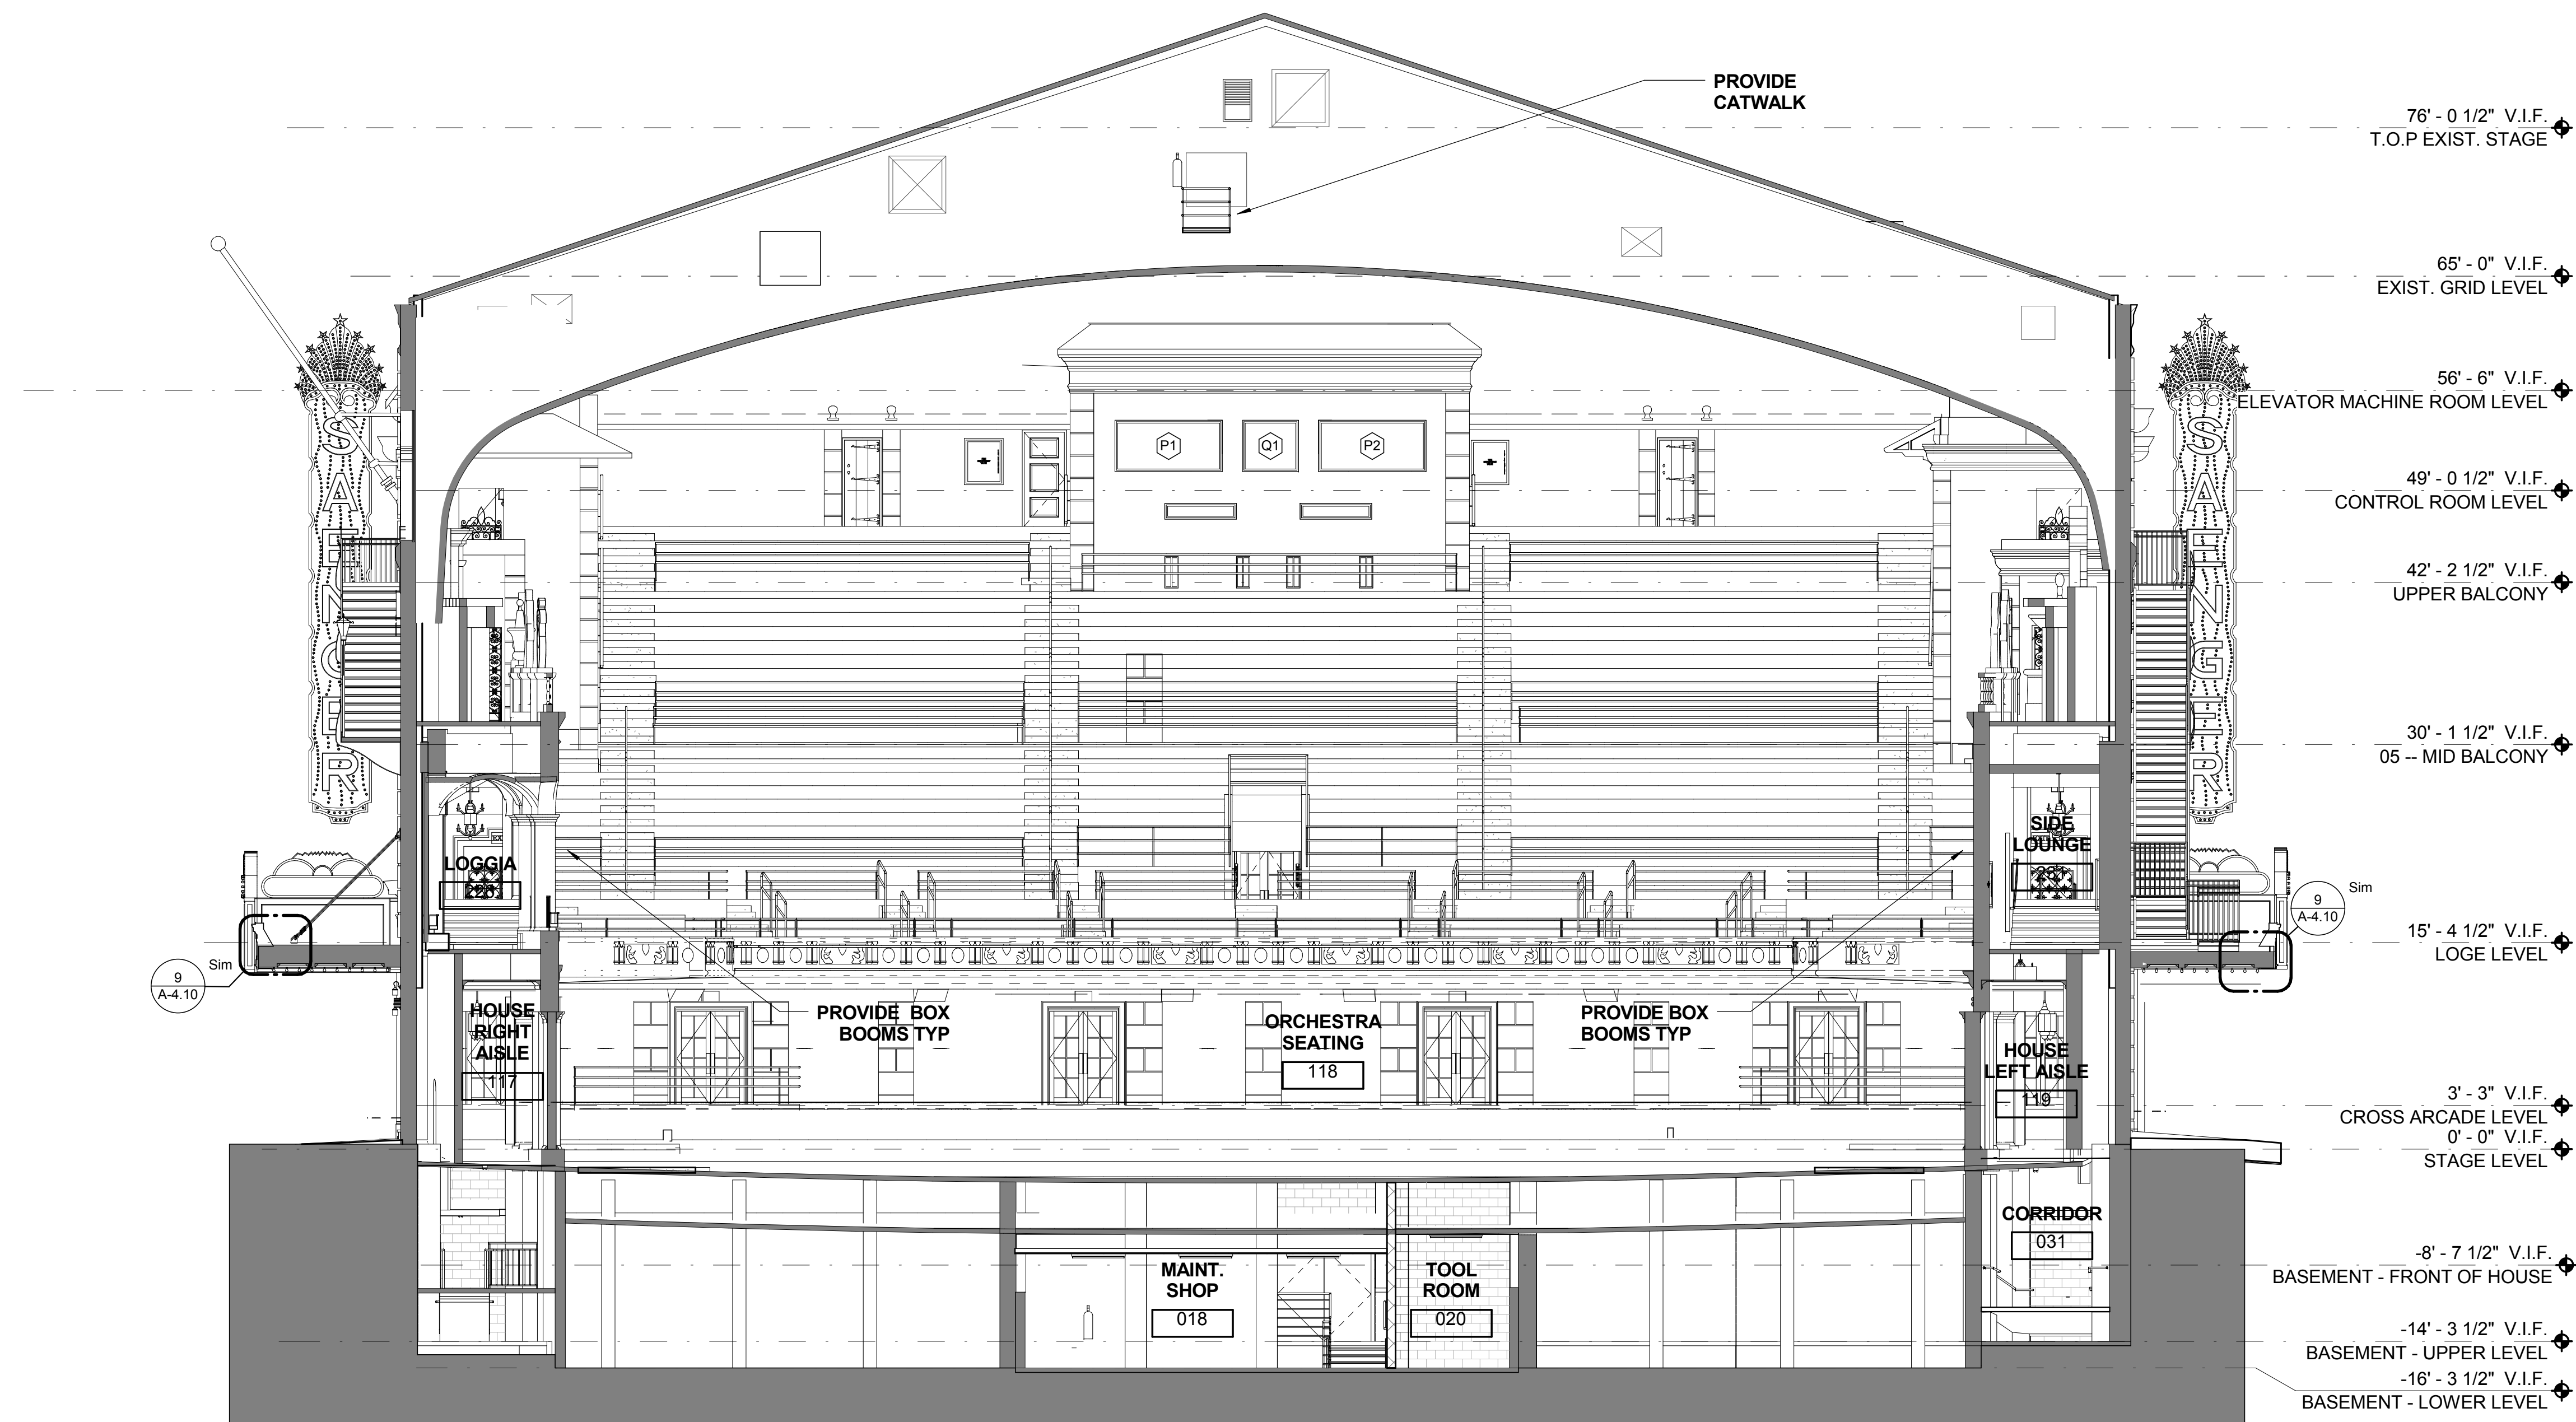 PROVIDE
CATWALK
76' - 0 1/2" V.I.F.
T.O.P EXIST. STAGE
65' - 0" V.I.F.
EXIST. GRID LEVEL
56' - 6" V.I.F.
ELEVATOR MACHINE ROOM LEVEL
49' - 0 1/2" V.I.F.
CONTROL ROOM LEVEL
42' - 2 1/2" V.I.F.
UPPER BALCONY
30' - 1 1/2" V.I.F.
05 -- MID BALCONY
15' - 4 1/2" V.I.F.
LOGE LEVEL
3' - 3" V.I.F.
CROSS ARCADE LEVEL
0' - 0" V.I.F.
STAGE LEVEL
-8' - 7 1/2" V.I.F.
BASEMENT - FRONT OF HOUSE
-14' - 3 1/2" V.I.F.
BASEMENT - UPPER LEVEL
-16' - 3 1/2" V.I.F.
BASEMENT - LOWER LEVEL
SAENGER
SAENGER
P1
Q1
P2
LOGGIA
SIDE
LOUNGE
9
A-4.10
Sim
9
A-4.10
Sim
HOUSE
RIGHT
AISLE
117
PROVIDE BOX
BOOMS TYP
ORCHESTRA
SEATING
118
PROVIDE BOX
BOOMS TYP
HOUSE
LEFT AISLE
119
CORRIDOR
031
MAINT.
SHOP
018
TOOL
ROOM
020